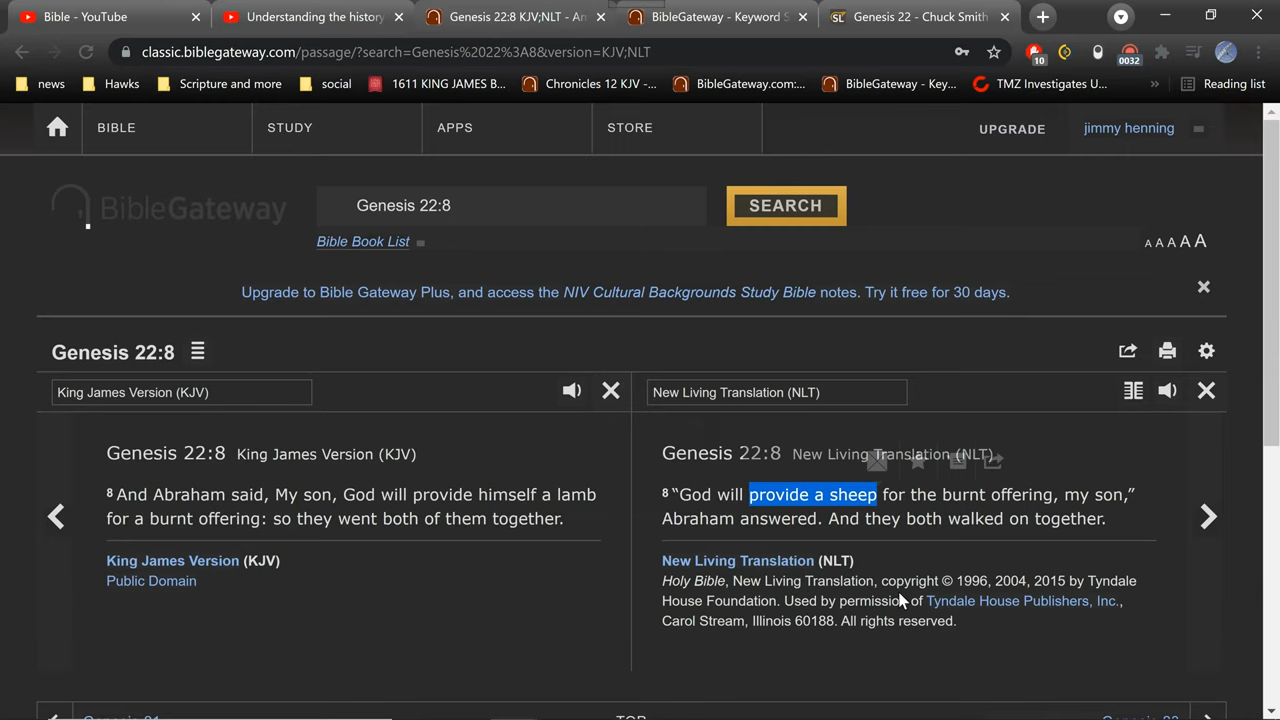 Bible - YouTube
Understanding the history
Genesis 22:8 KJV;NLT - An
BibleGateway - Keyword S
Genesis 22 - Chuck Smith
classic.biblegateway.com/passage/?search=Genesis%2022%3A8&version=KJV;NLT
10
0032
news
Hawks
Scripture and more
social
1611 KING JAMES B...
Chronicles 12 KJV -...
BibleGateway.com:...
BibleGateway - Key...
TMZ Investigates U...
»
Reading list
BIBLE
STUDY
APPS
STORE
UPGRADE
jimmy henning
BibleGateway
Genesis 22:8
SEARCH
Bible Book List
A A A A A
Upgrade to Bible Gateway Plus, and access the NIV Cultural Backgrounds Study Bible notes. Try it free for 30 days.
Genesis 22:8
King James Version (KJV)
New Living Translation (NLT)
Genesis 22:8 King James Version (KJV)
8 And Abraham said, My son, God will provide himself a lamb
for a burnt offering: so they went both of them together.
King James Version (KJV)
Public Domain
Genesis 22:8 New Living Translation (NLT)
8 “God will provide a sheep for the burnt offering, my son,”
Abraham answered. And they both walked on together.
New Living Translation (NLT)
Holy Bible, New Living Translation, copyright © 1996, 2004, 2015 by Tyndale
House Foundation. Used by permission of Tyndale House Publishers, Inc.,
Carol Stream, Illinois 60188. All rights reserved.
Genesis 21
TOP
Genesis 23